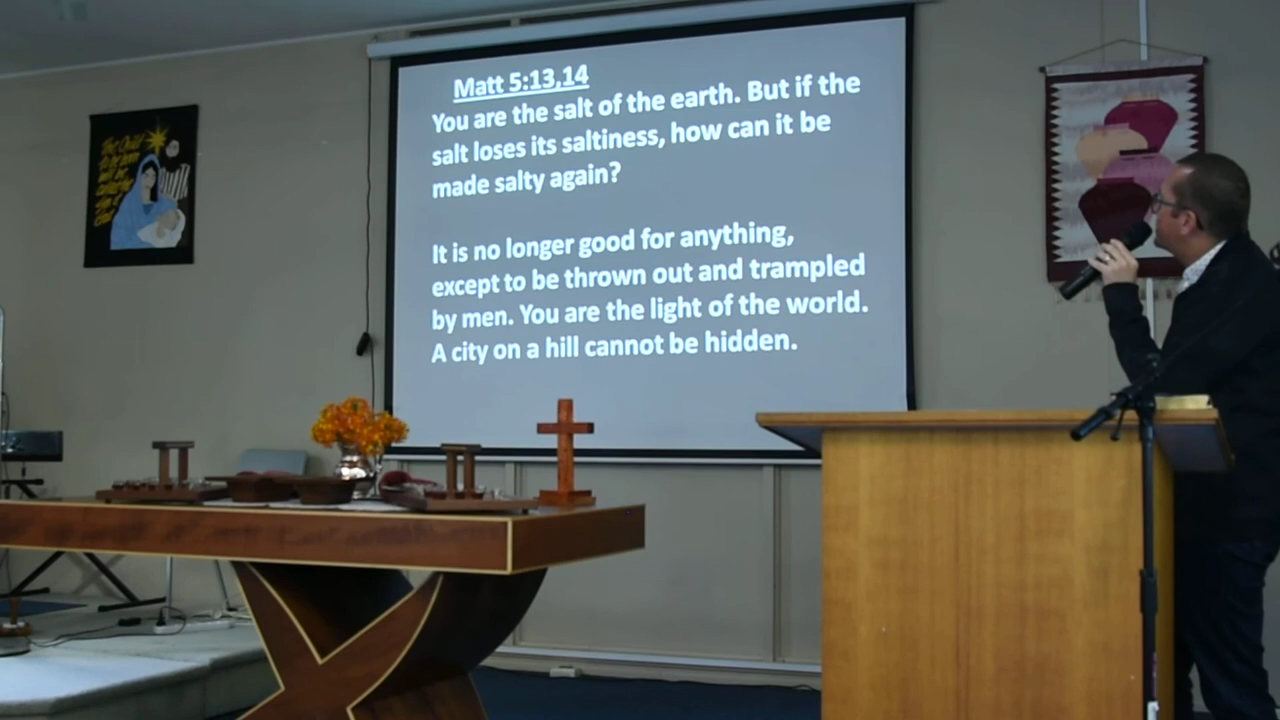 Matt 5:13,14
You are the salt of the earth. But if the
salt loses its saltiness, how can it be
made salty again?
It is no longer good for anything,
except to be thrown out and trampled
by men. You are the light of the world.
A city on a hill cannot be hidden.